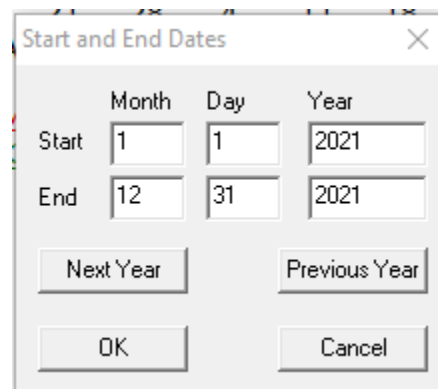 Start and End Dates
Month Day Year
Start 1 1 2021
End 12 31 2021
Next Year Previous Year
OK Cancel